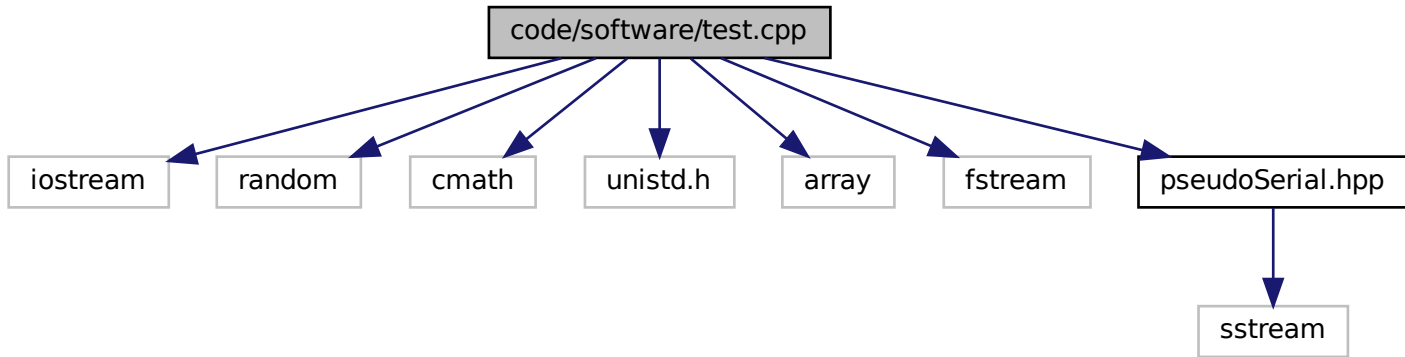 code/software/test.cpp
iostream
random
cmath
unistd.h
array
fstream
pseudoSerial.hpp
sstream